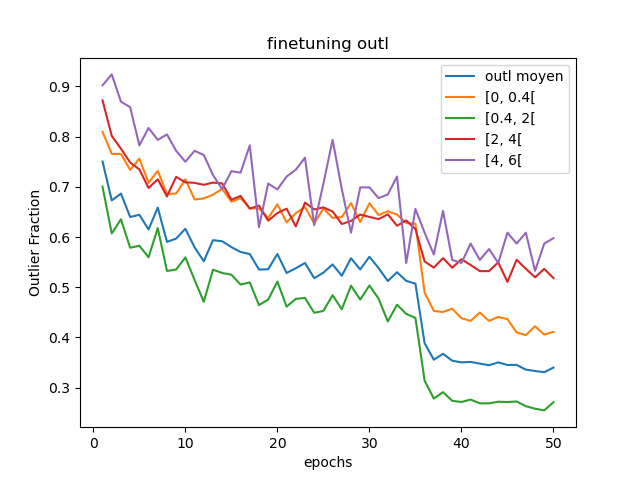 finetuning outl
outl moyen
[0, 0.4[
[0.4, 2[
[2, 4[
[4, 6[
Outlier Fraction
0.9
0.8
0.7
0.6
0.5
0.4
0.3
0 10 20 30 40 50
epochs